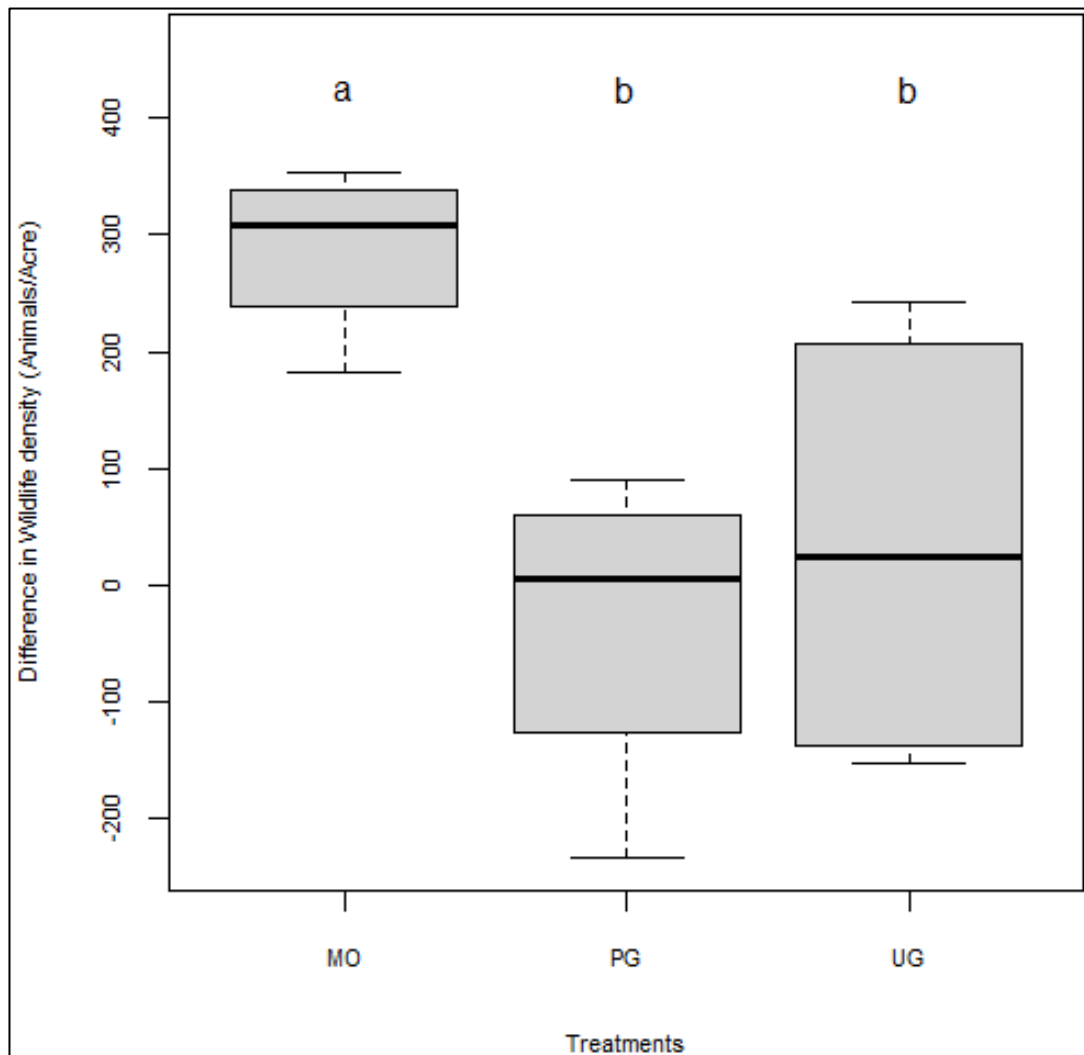 a b b
400
300
200
100
0
-100
-200
Difference in Wildlife density (Animals/Acre)
MO PG UG
Treatments